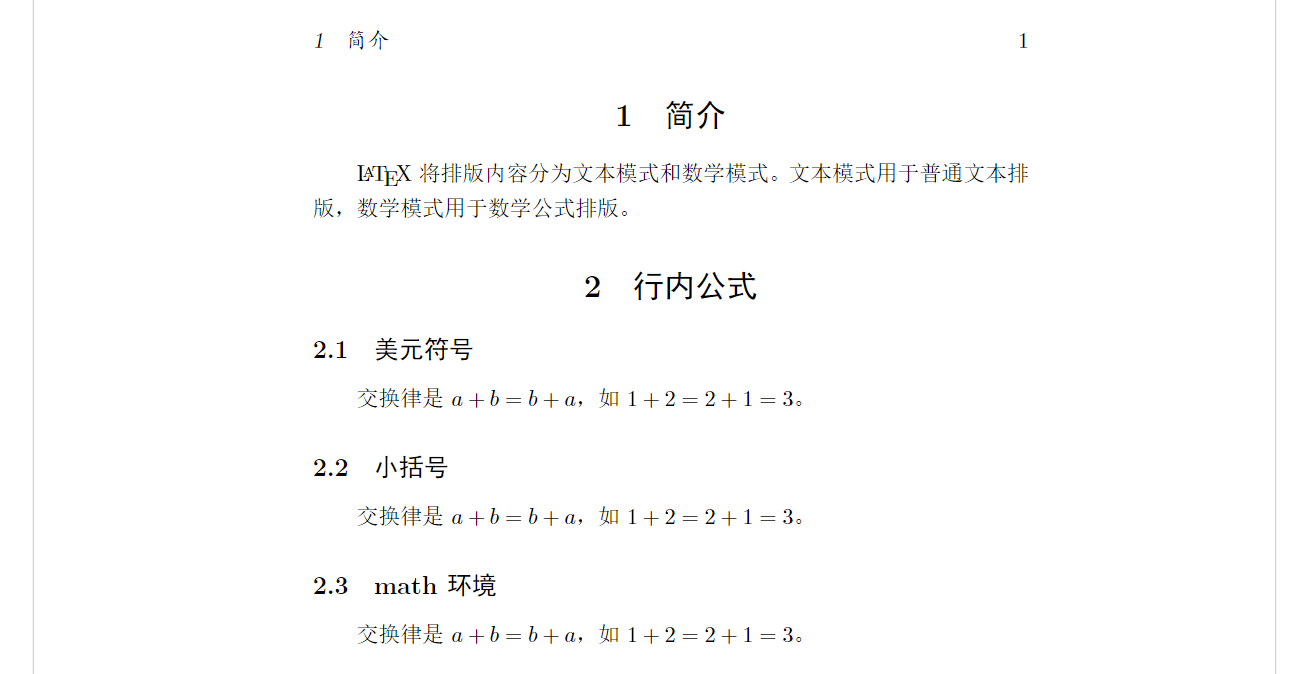 1 简介 1
1 简介
LATEX 将排版内容分为文本模式和数学模式。文本模式用于普通文本排
版，数学模式用于数学公式排版。
2 行内公式
2.1 美元符号
交换律是 a + b = b + a，如 1 + 2 = 2 + 1 = 3。
2.2 小括号
交换律是 a + b = b + a，如 1 + 2 = 2 + 1 = 3。
2.3 math 环境
交换律是 a + b = b + a，如 1 + 2 = 2 + 1 = 3。